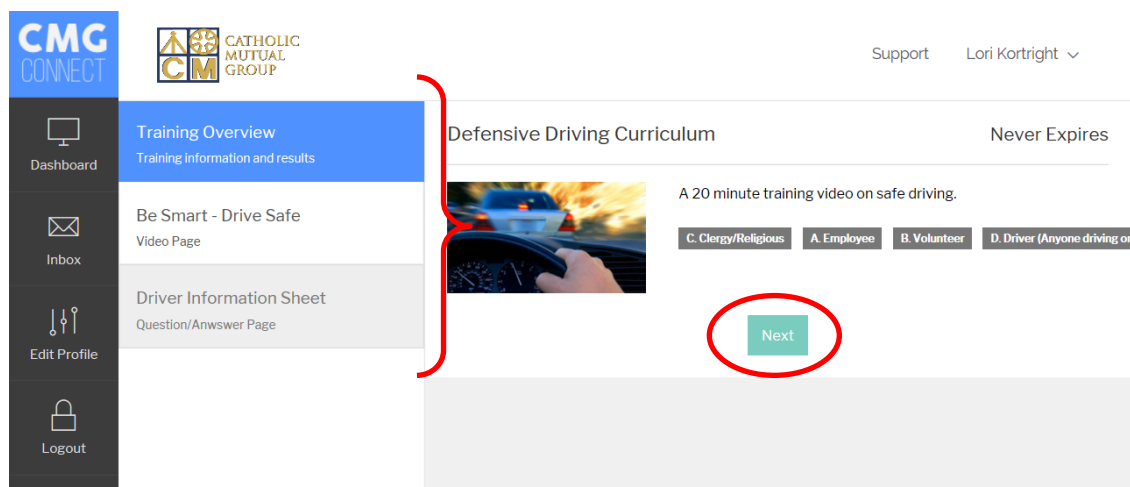 CMG
CONNECT
CATHOLIC
MUTUAL
GROUP
CM
Support
Lori Kortright
Dashboard
Inbox
Edit Profile
Logout
Training Overview
Training information and results
Be Smart - Drive Safe
Video Page
Driver Information Sheet
Question/Anwswer Page
Defensive Driving Curriculum
Never Expires
A 20 minute training video on safe driving.
C. Clergy/Religious
A. Employee
B. Volunteer
D. Driver (Anyone driving
Next